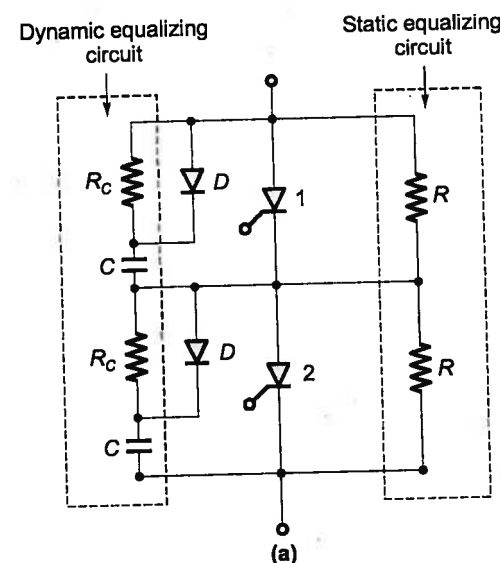 Dynamic equalizing
circuit
Static equalizing
circuit
R_C
D
1
R
C
R_C
D
2
R
C
(a)